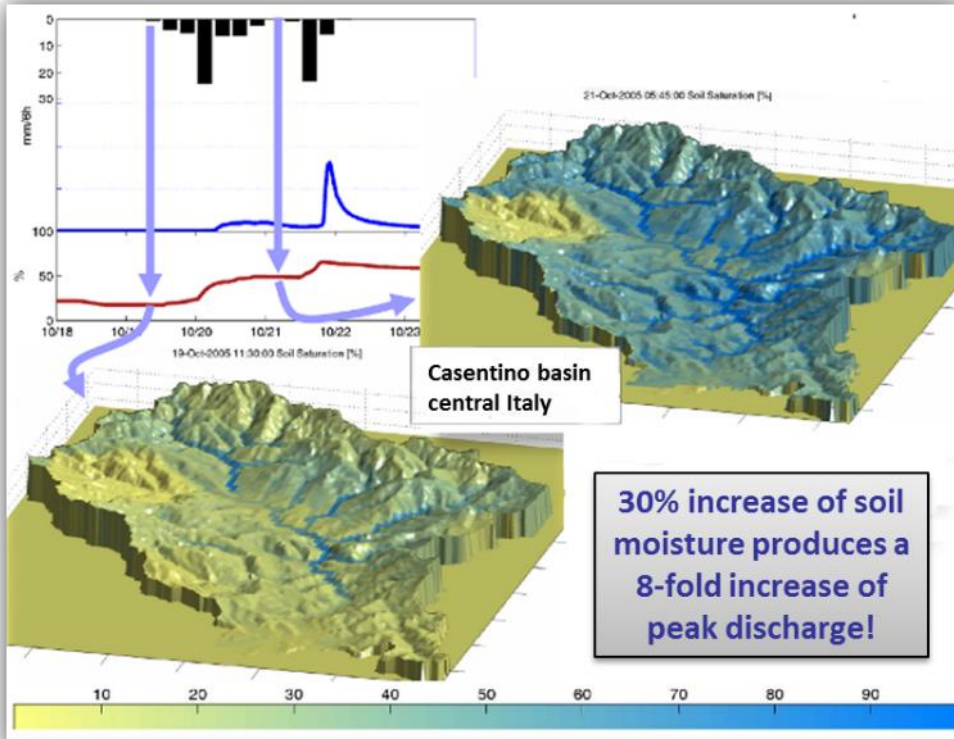 0
10
20
30
mm/6h
100
50
0
%
10/18
10/20
10/21
10/22
10/23
21-Oct-2005 05:45:00 Soil Saturation [%]
19-Oct-2005 11:30:00 Soil Saturation [%]
Casentino basin
central Italy
30% increase of soil
moisture produces a
8-fold increase of
peak discharge!
10
20
30
40
50
60
70
80
90